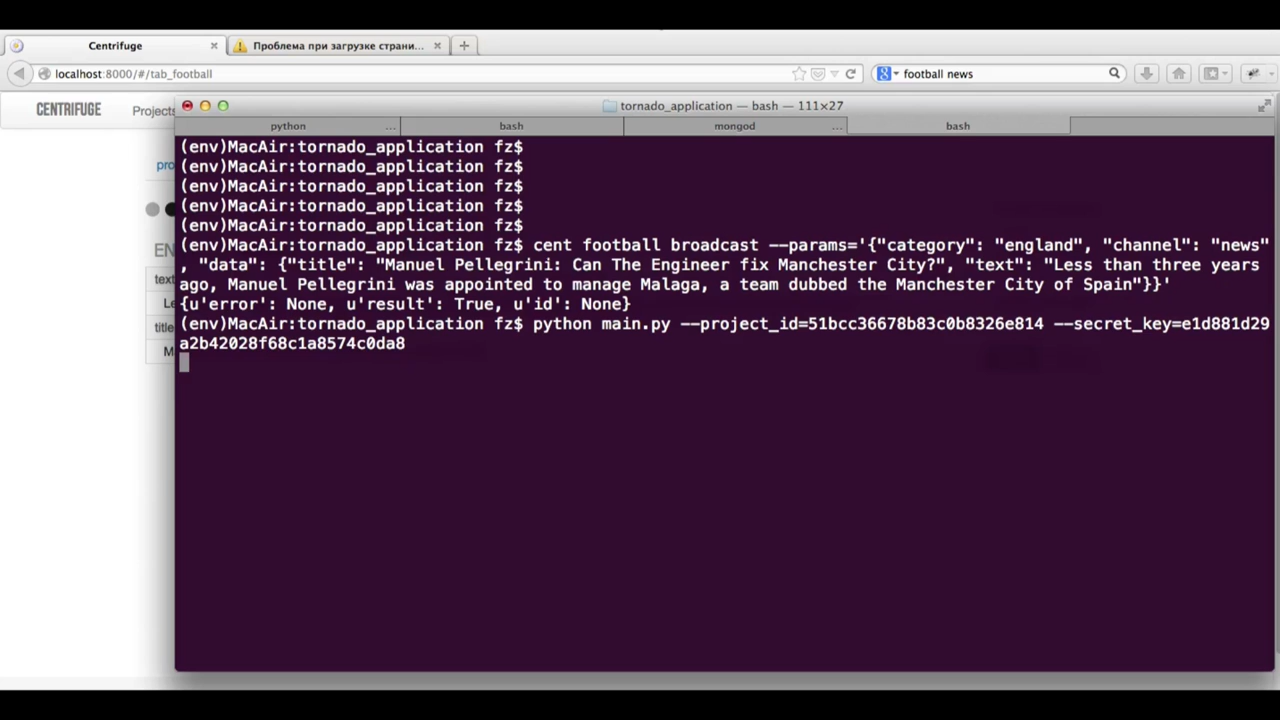 Centrifuge
Проблема при загрузке страни...
localhost:8000/#/tab_football
football news
CENTRIFUGE
Projects
tornado_application — bash — 111×27
python ...
bash
mongod ...
bash
pro
EN
text
Le
title
M
(env)MacAir:tornado_application fz$
(env)MacAir:tornado_application fz$
(env)MacAir:tornado_application fz$
(env)MacAir:tornado_application fz$
(env)MacAir:tornado_application fz$
(env)MacAir:tornado_application fz$ cent football broadcast --params='{"category": "england", "channel": "news"
, "data": {"title": "Manuel Pellegrini: Can The Engineer fix Manchester City?", "text": "Less than three years
ago, Manuel Pellegrini was appointed to manage Malaga, a team dubbed the Manchester City of Spain"}}'
{u'error': None, u'result': True, u'id': None}
(env)MacAir:tornado_application fz$ python main.py --project_id=51bcc36678b83c0b8326e814 --secret_key=e1d881d29
a2b42028f68c1a8574c0da8